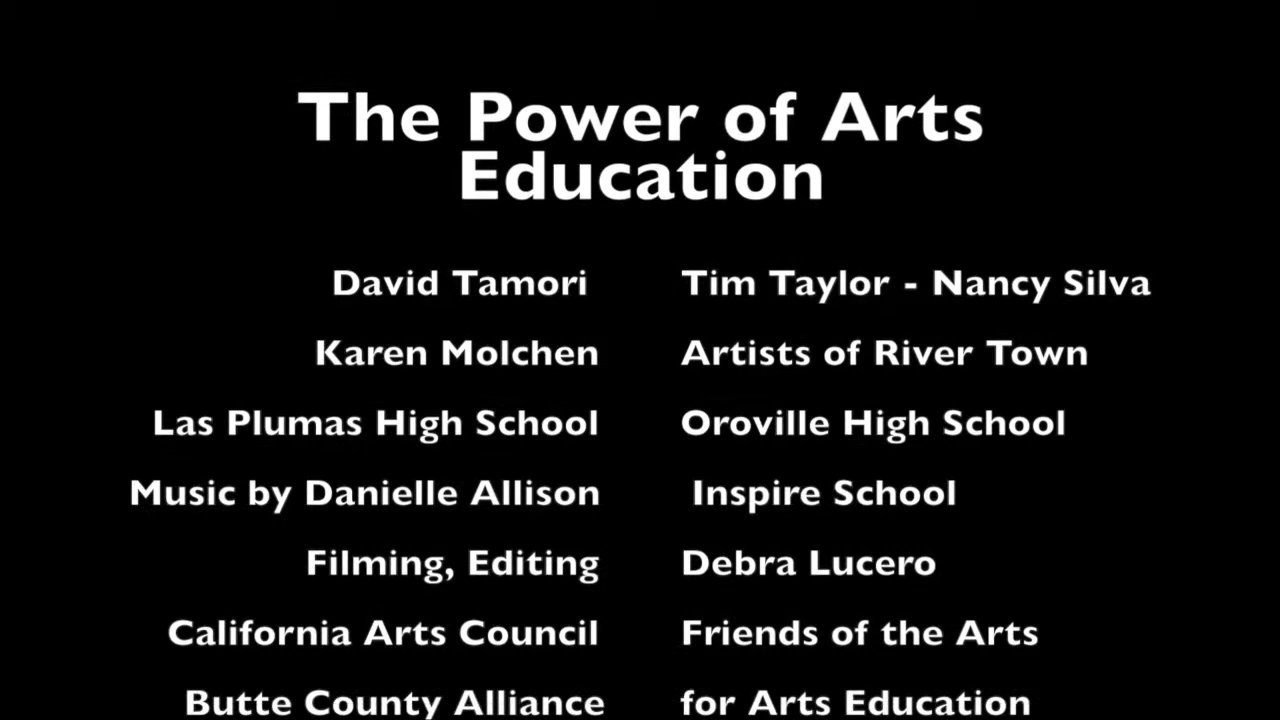 The Power of Arts
Education
David Tamori Tim Taylor - Nancy Silva
Karen Molchen Artists of River Town
Las Plumas High School Oroville High School
Music by Danielle Allison Inspire School
Filming, Editing Debra Lucero
California Arts Council Friends of the Arts
Butte County Alliance for Arts Education